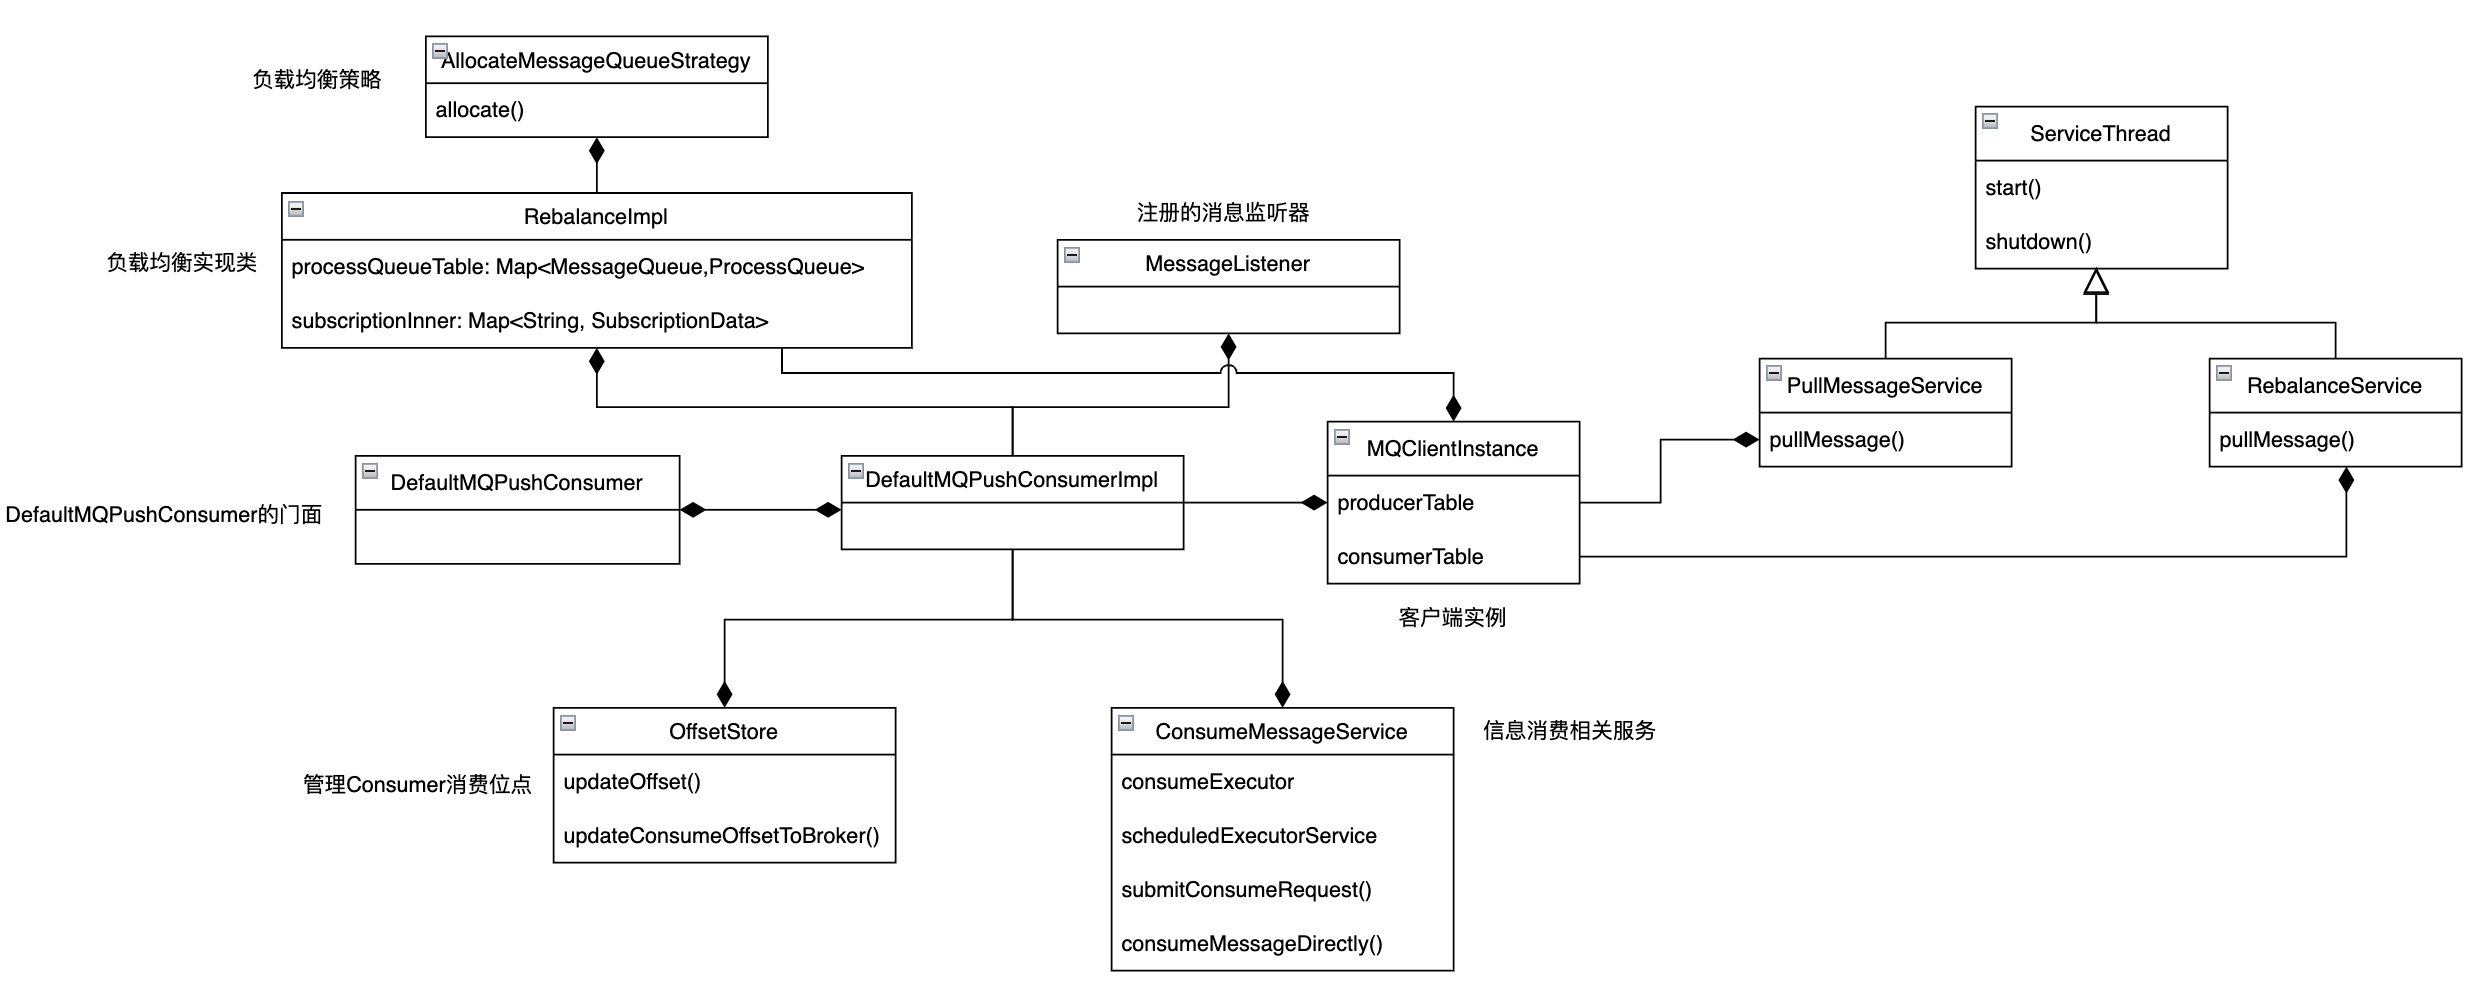 负载均衡策略
AllocateMessageQueueStrategy
allocate()
负载均衡实现类
RebalanceImpl
processQueueTable: Map<MessageQueue,ProcessQueue>
subscriptionInner: Map<String, SubscriptionData>
注册的消息监听器
MessageListener
ServiceThread
start()
shutdown()
PullMessageService
pullMessage()
RebalanceService
pullMessage()
DefaultMQPushConsumer的门面
DefaultMQPushConsumer
DefaultMQPushConsumerImpl
MQClientInstance
producerTable
consumerTable
客户端实例
管理Consumer消费位点
OffsetStore
updateOffset()
updateConsumeOffsetToBroker()
ConsumeMessageService
consumeExecutor
scheduledExecutorService
submitConsumeRequest()
consumeMessageDirectly()
信息消费相关服务